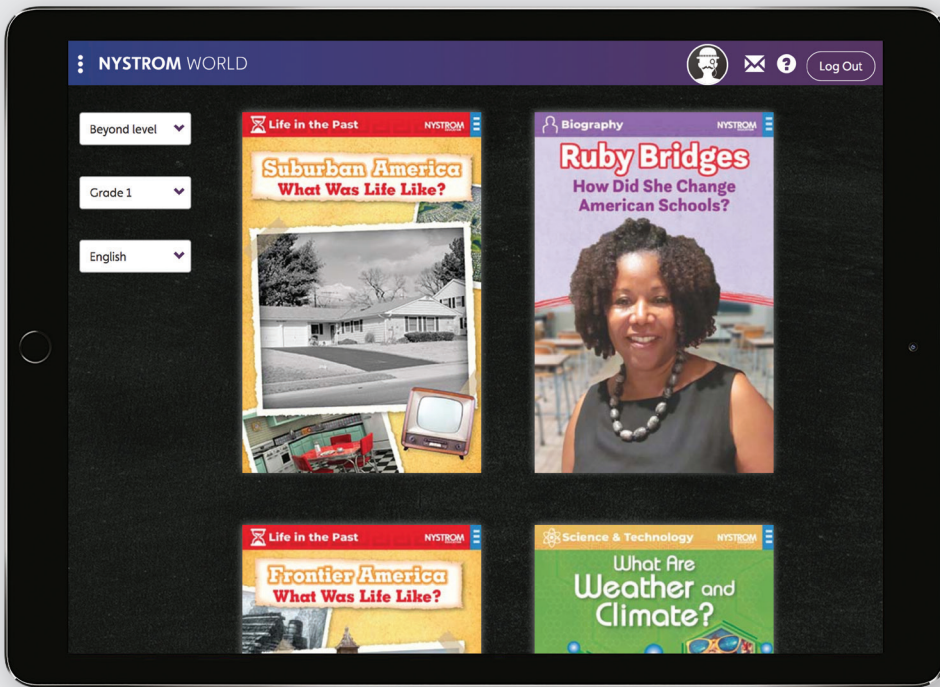 NYSTROM WORLD
?
Log Out
Beyond level
Grade 1
English
Life in the Past NYSTROM
Suburban America
What Was Life Like?
Biography NYSTROM
Ruby Bridges
How Did She Change
American Schools?
Life in the Past NYSTROM
Frontier America
What Was Life Like?
Science & Technology NYSTROM
What Are
Weather and
Climate?